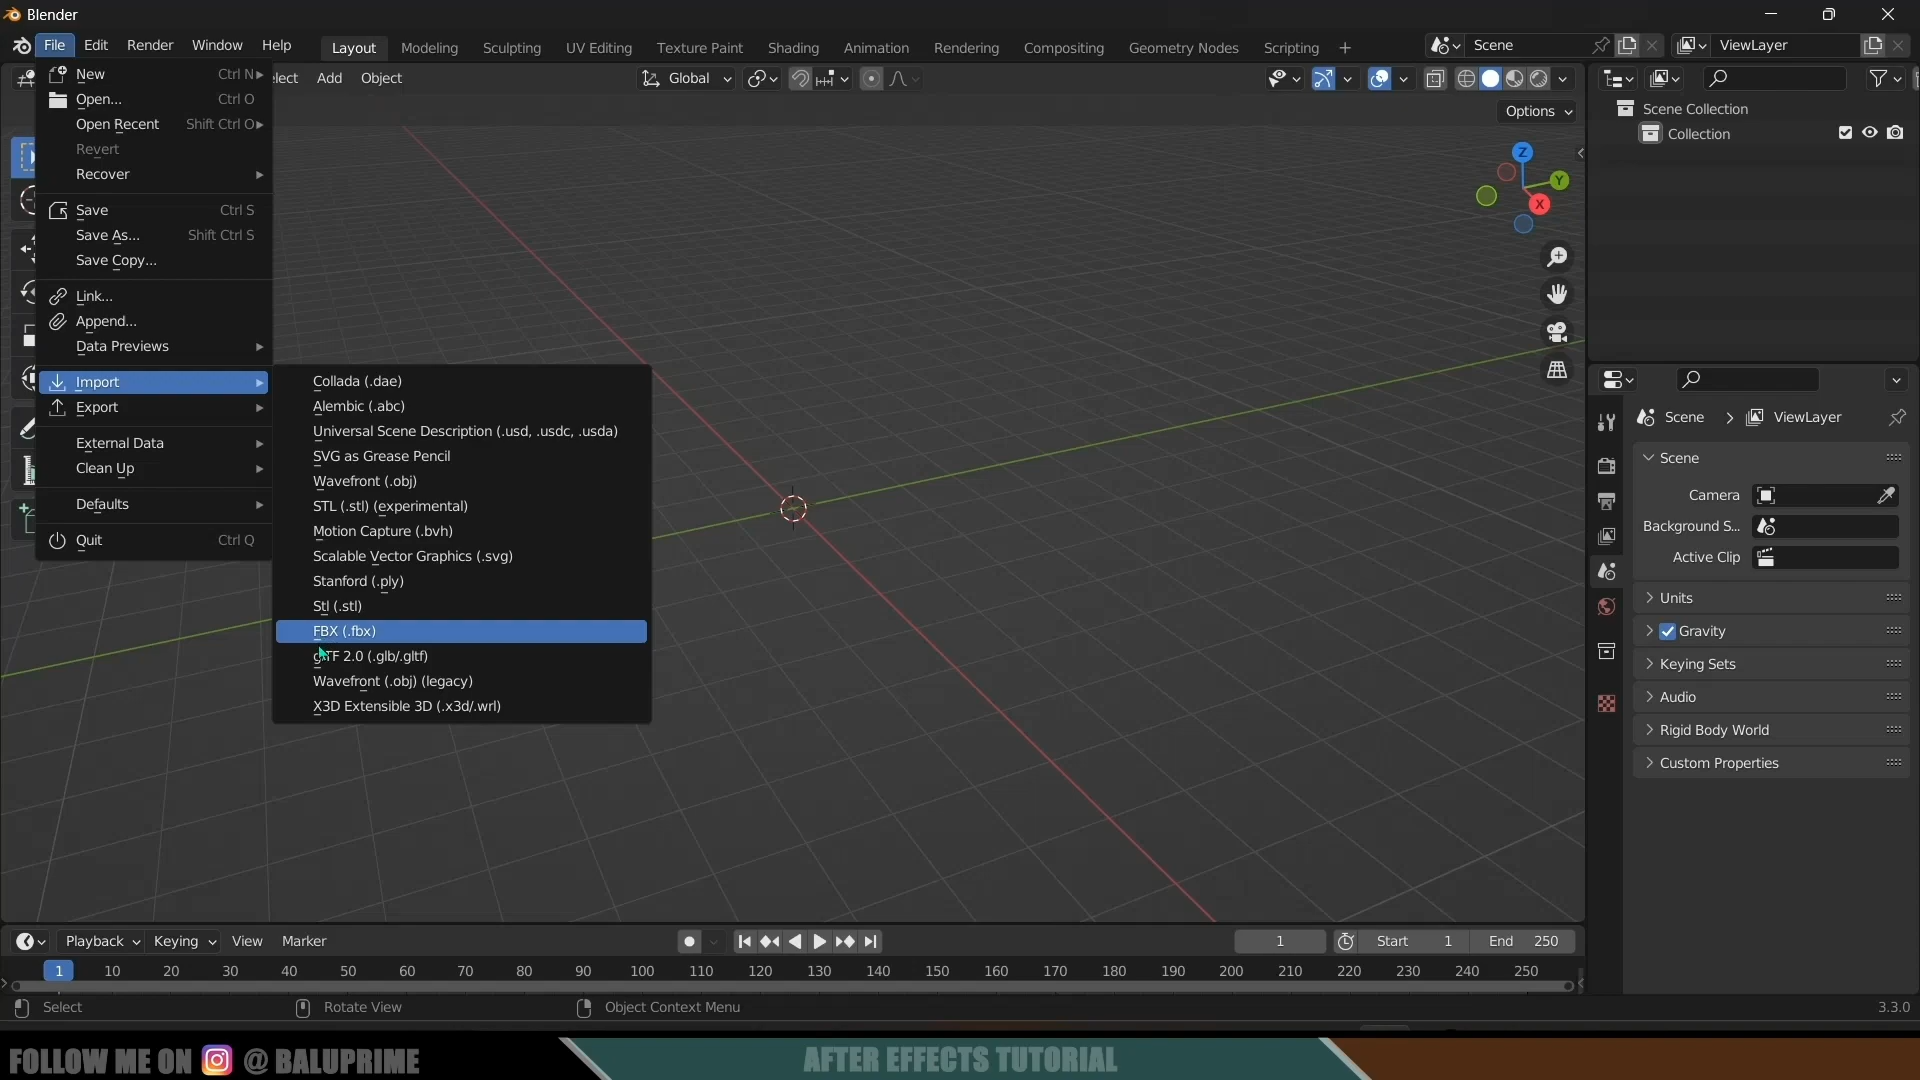 Blender
File Edit Render Window Help
Layout Modeling Sculpting UV Editing Texture Paint Shading Animation Rendering Compositing Geometry Nodes Scripting +
Scene
ViewLayer
New Ctrl N
lect Add Object
Global
Open... Ctrl O
Options
Scene Collection
Open Recent Shift Ctrl O
Collection
Revert
Recover
Z
Y
X
Save Ctrl S
Save As... Shift Ctrl S
Save Copy...
Link...
Append...
Data Previews
Import
Export
External Data
Clean Up
Defaults
Quit Ctrl Q
Collada (.dae)
Alembic (.abc)
Universal Scene Description (.usd, .usdc, .usda)
SVG as Grease Pencil
Wavefront (.obj)
STL (.stl) (experimental)
Motion Capture (.bvh)
Scalable Vector Graphics (.svg)
Stanford (.ply)
Stl (.stl)
FBX (.fbx)
glTF 2.0 (.glb/.gltf)
Wavefront (.obj) (legacy)
X3D Extensible 3D (.x3d/.wrl)
Scene > ViewLayer
Scene
Camera
Background S...
Active Clip
Units
Gravity
Keying Sets
Audio
Rigid Body World
Custom Properties
Playback Keying View Marker
1
Start 1 End 250
1 10 20 30 40 50 60 70 80 90 100 110 120 130 140 150 160 170 180 190 200 210 220 230 240 250
Select Rotate View Object Context Menu
3.3.0
FOLLOW ME ON @ BALUPRIME
AFTER EFFECTS TUTORIAL